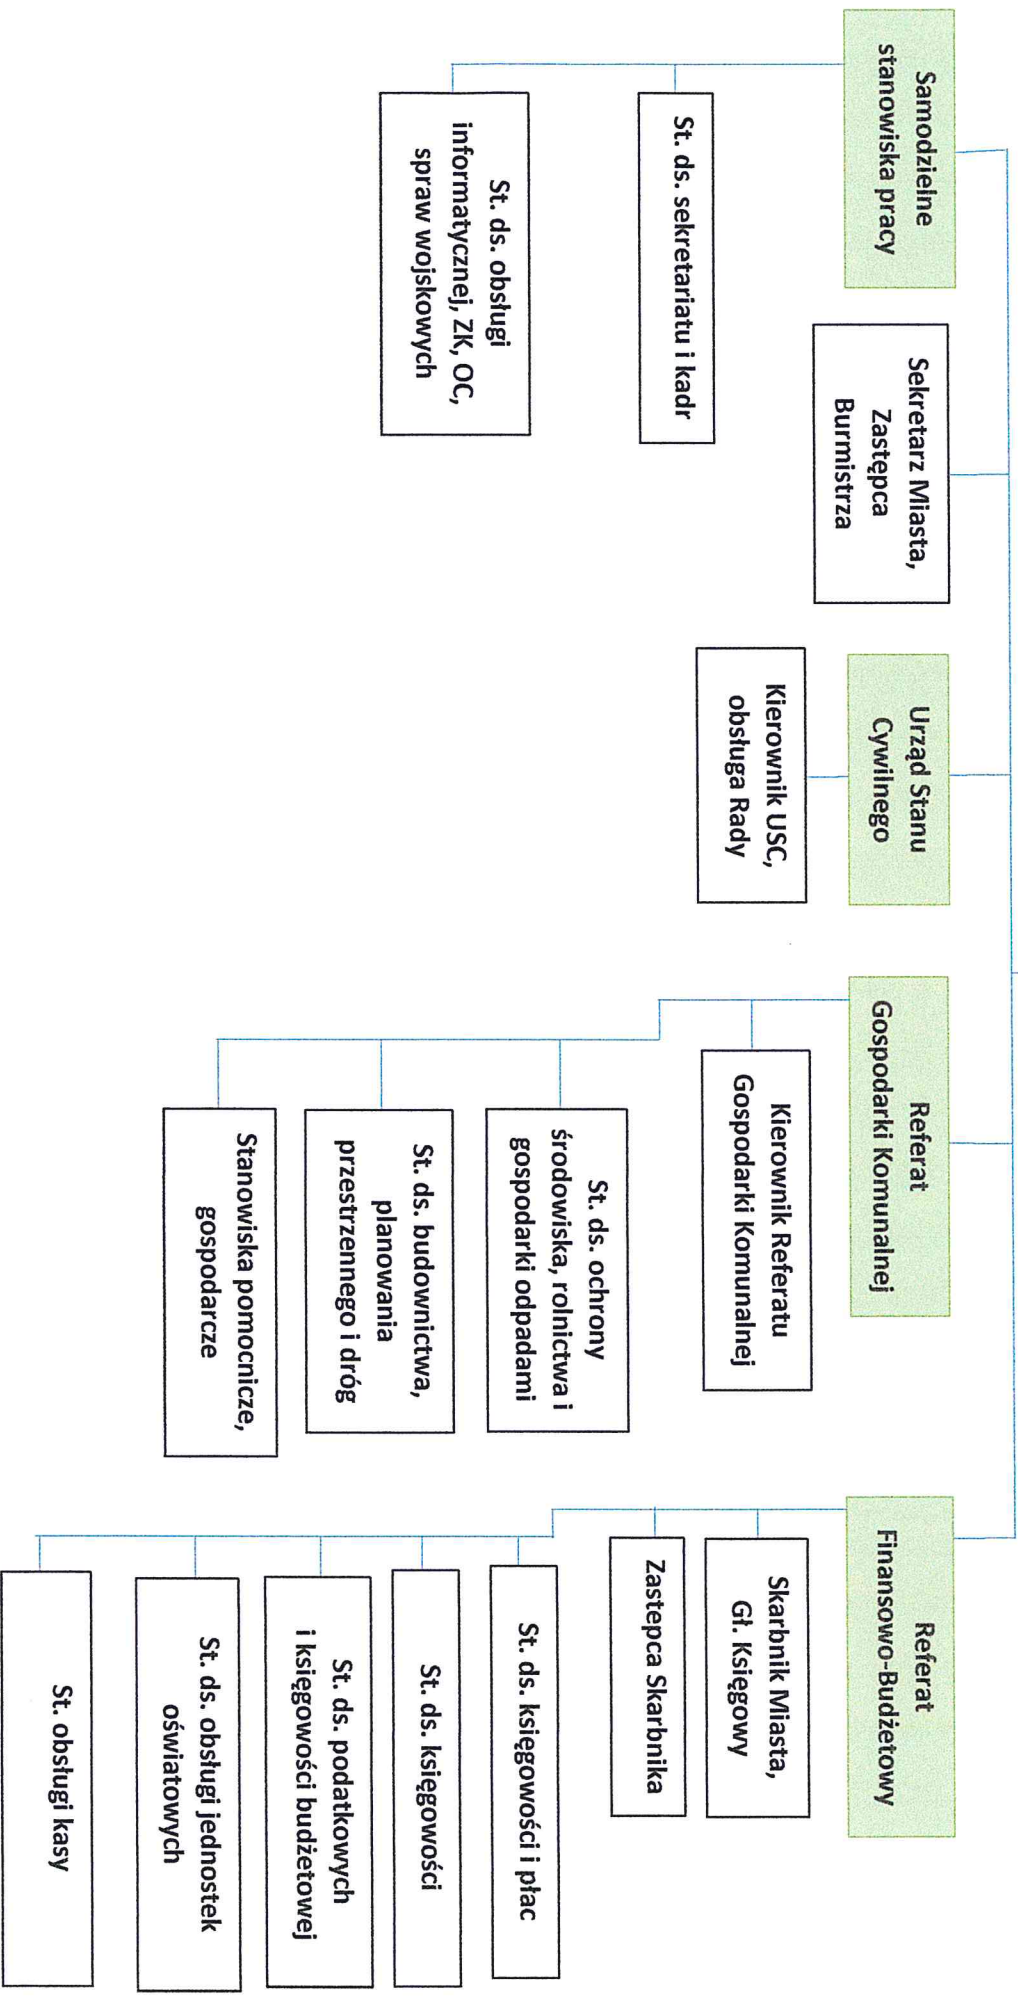 Samodzielne
stanowiska pracy
St. ds. sekretariatu i kadr
St. ds. obsługi
informatycznej, ZK, OC,
spraw wojskowych
Sekretarz Miasta,
Zastępca
Burmistrza
Urząd Stanu
Cywilnego
Kierownik USC,
obsługa Rady
Referat
Gospodarki Komunalnej
Kierownik Referatu
Gospodarki Komunalnej
St. ds. ochrony
środowiska, rolnictwa i
gospodarki odpadami
St. ds. budownictwa,
planowania
przestrzennego i dróg
Stanowiska pomocnicze,
gospodarcze
Referat
Finansowo-Budżetowy
Skarbnik Miasta,
Gł. Księgowy
Zastepca Skarbnika
St. ds. księgowości i płac
St. ds. księgowości
St. ds. podatkowych
i księgowości budżetowej
St. ds. obsługi jednostek
oświatowych
St. obsługi kasy